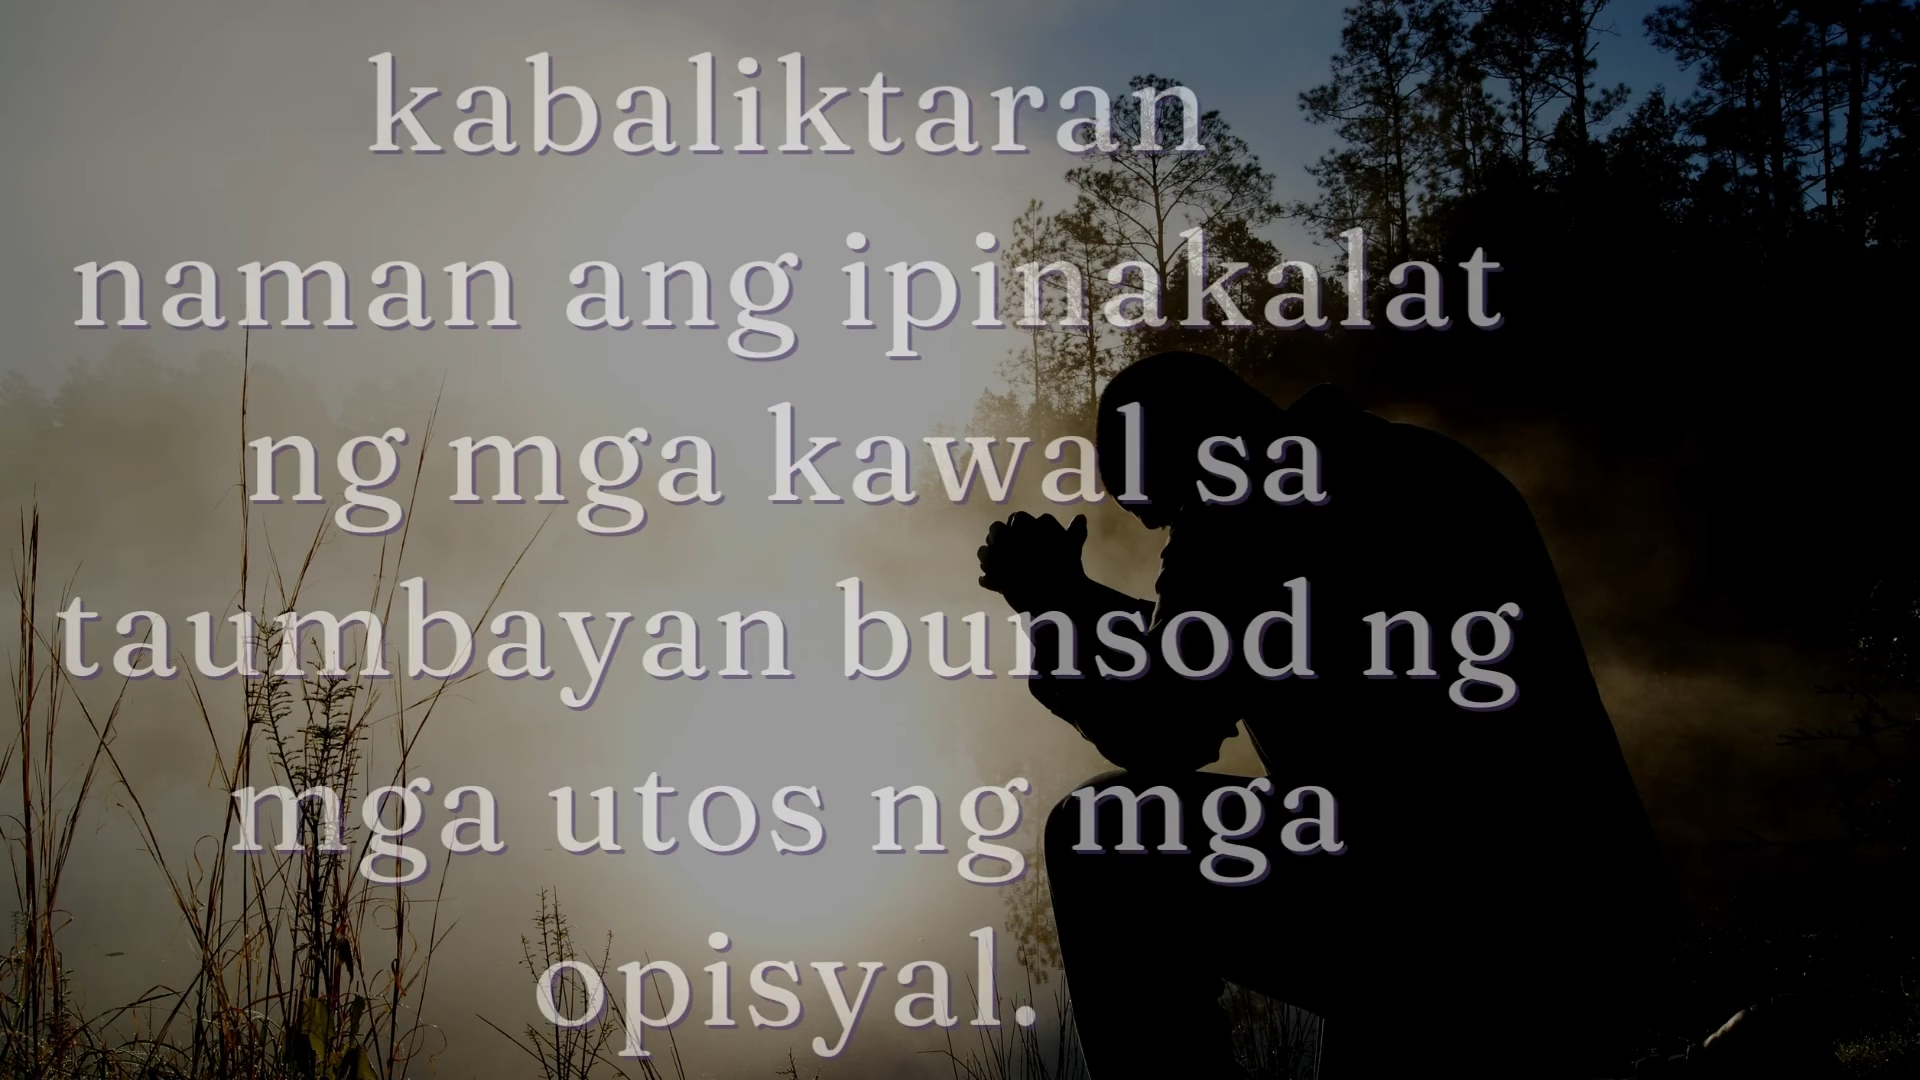 kabaliktaran
naman ang ipinakalat
ng mga kawal sa
taumbayan bunsod ng
mga utos ng mga
opisyal.